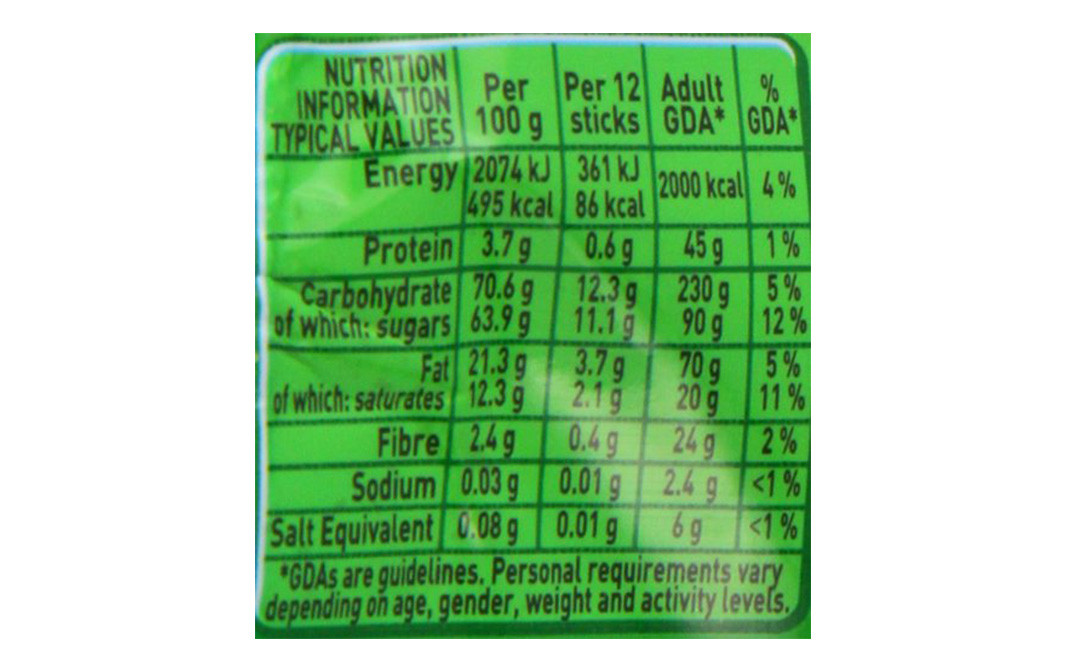 NUTRITION INFORMATION TYPICAL VALUES Per 100 g Per 12 sticks Adult GDA* % GDA*
Energy 2074 kJ 361 kJ
495 kcal 86 kcal 2000 kcal 4 %
Protein 3.7 g 0.6 g 45 g 1 %
Carbohydrate 70.6 g 12.3 g 230 g 5 %
of which: sugars 63.9 g 11.1 g 90 g 12 %
Fat 21.3 g 3.7 g 70 g 5 %
of which: saturates 12.3 g 2.1 g 20 g 11 %
Fibre 2.4 g 0.4 g 24 g 2 %
Sodium 0.03 g 0.01 g 2.4 g <1 %
Salt Equivalent 0.08 g 0.01 g 6 g <1 %
*GDAs are guidelines. Personal requirements vary
depending on age, gender, weight and activity levels.